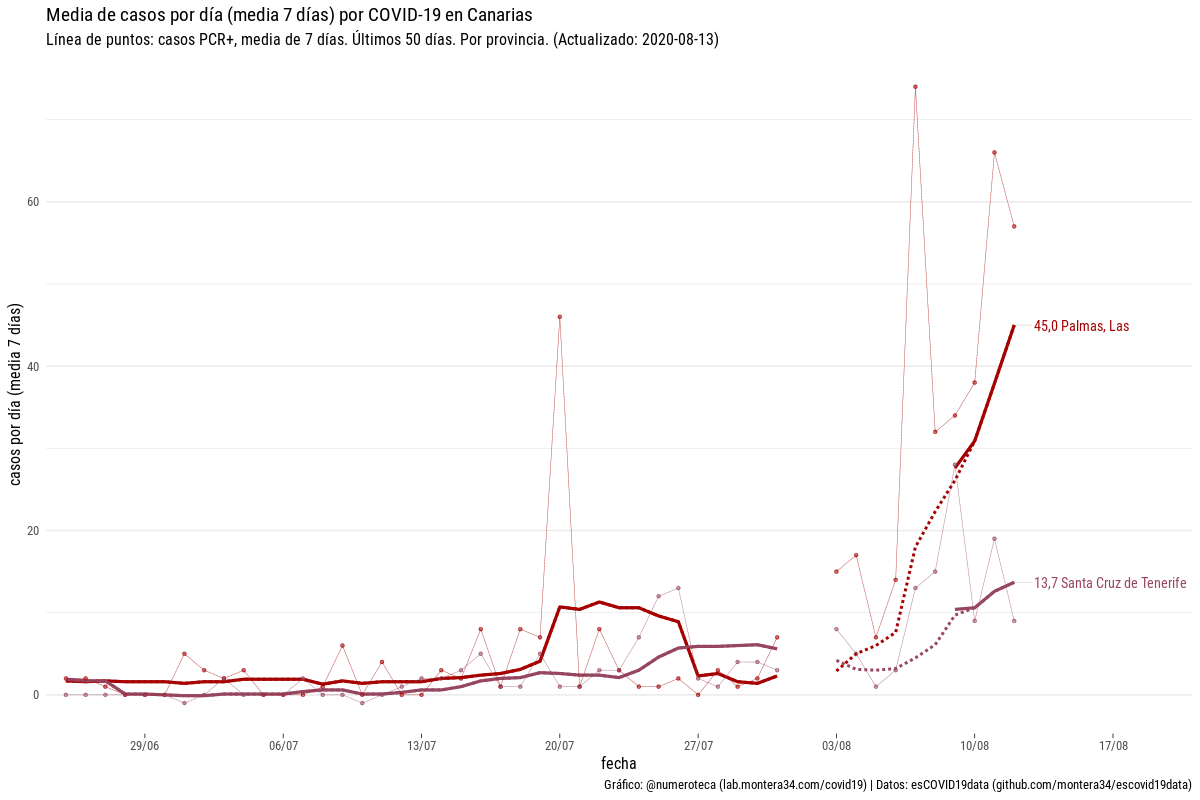 Media de casos por día (media 7 días) por COVID-19 en Canarias
Línea de puntos: casos PCR+, media de 7 días. Últimos 50 días. Por provincia. (Actualizado: 2020-08-13)
casos por día (media 7 días)
60
40
20
0
45,0 Palmas, Las
13,7 Santa Cruz de Tenerife
29/06
06/07
13/07
20/07
27/07
03/08
10/08
17/08
fecha
Gráfico: @numeroteca (lab.montera34.com/covid19) | Datos: esCOVID19data (github.com/montera34/escovid19data)